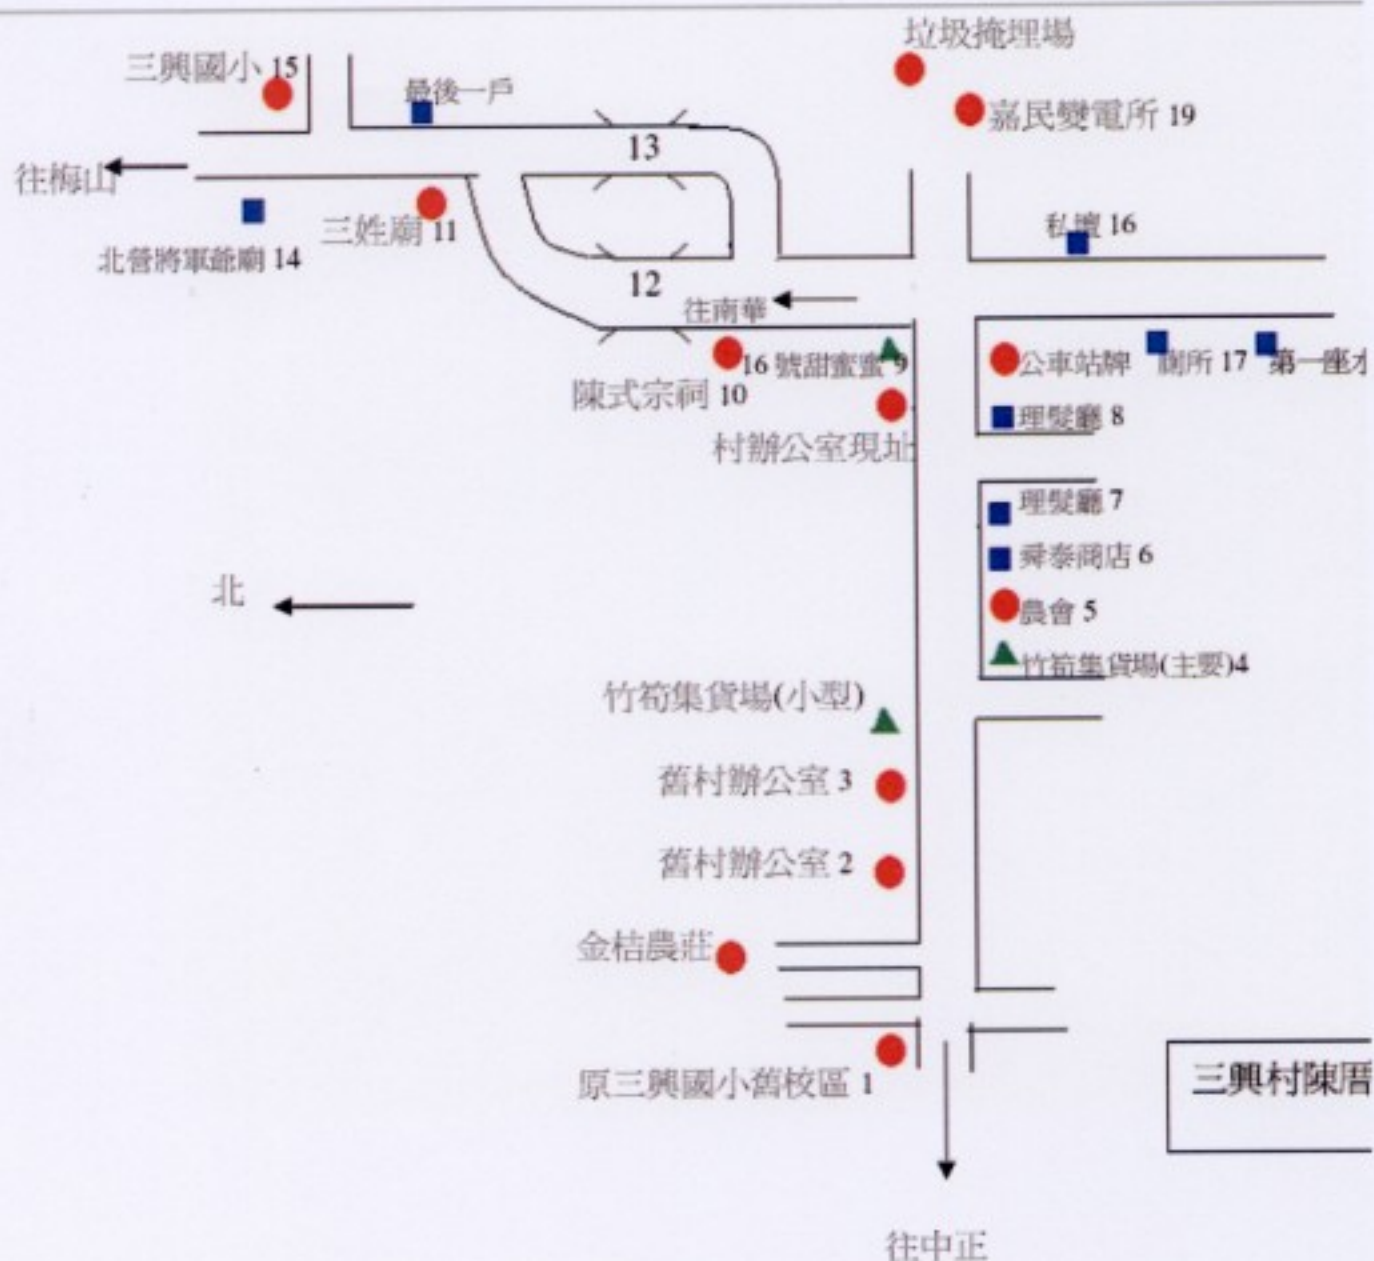 垃圾掩埋場
三興國小 15
最後一戶
嘉民變電所 19
13
往梅山
私壇 16
三姓廟 11
北營將軍爺廟 14
12
往南華
16 號甜蜜蜜 9
公車站牌
廁所 17
第一座水
陳式宗祠 10
理髮廳 8
村辦公室現址
理髮廳 7
舜泰商店 6
北
農會 5
竹筍集貨場(主要)4
竹筍集貨場(小型)
舊村辦公室 3
舊村辦公室 2
金桔農莊
原三興國小舊校區 1
三興村陳厝
往中正